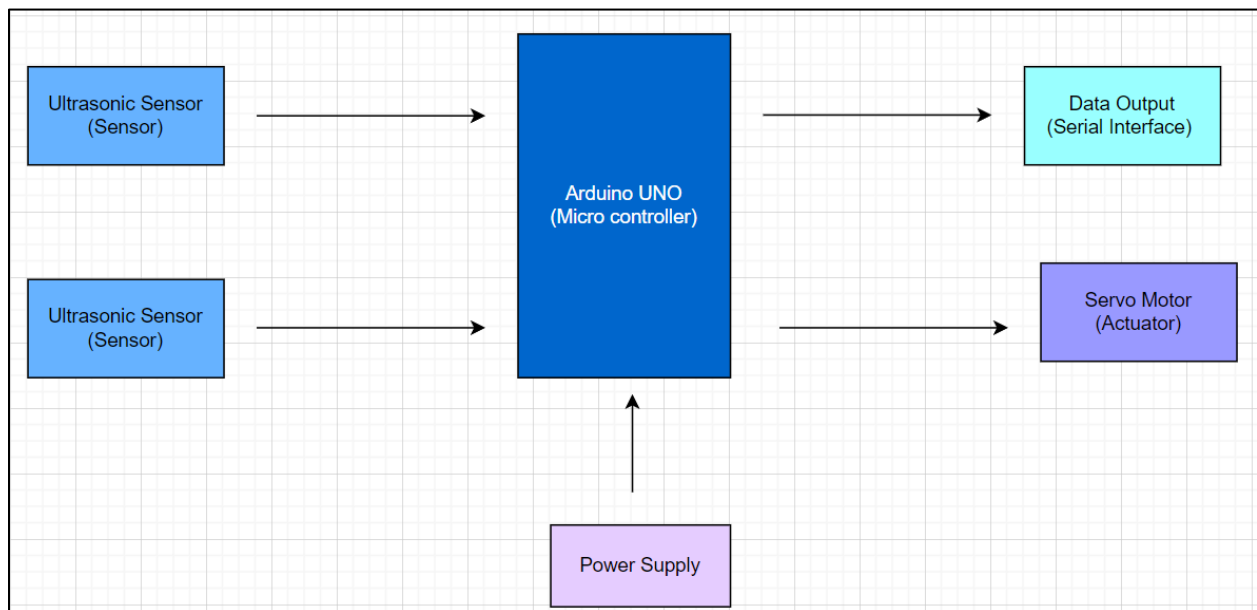 Ultrasonic Sensor
(Sensor)
Arduino UNO
(Micro controller)
Data Output
(Serial Interface)
Ultrasonic Sensor
(Sensor)
Servo Motor
(Actuator)
Power Supply